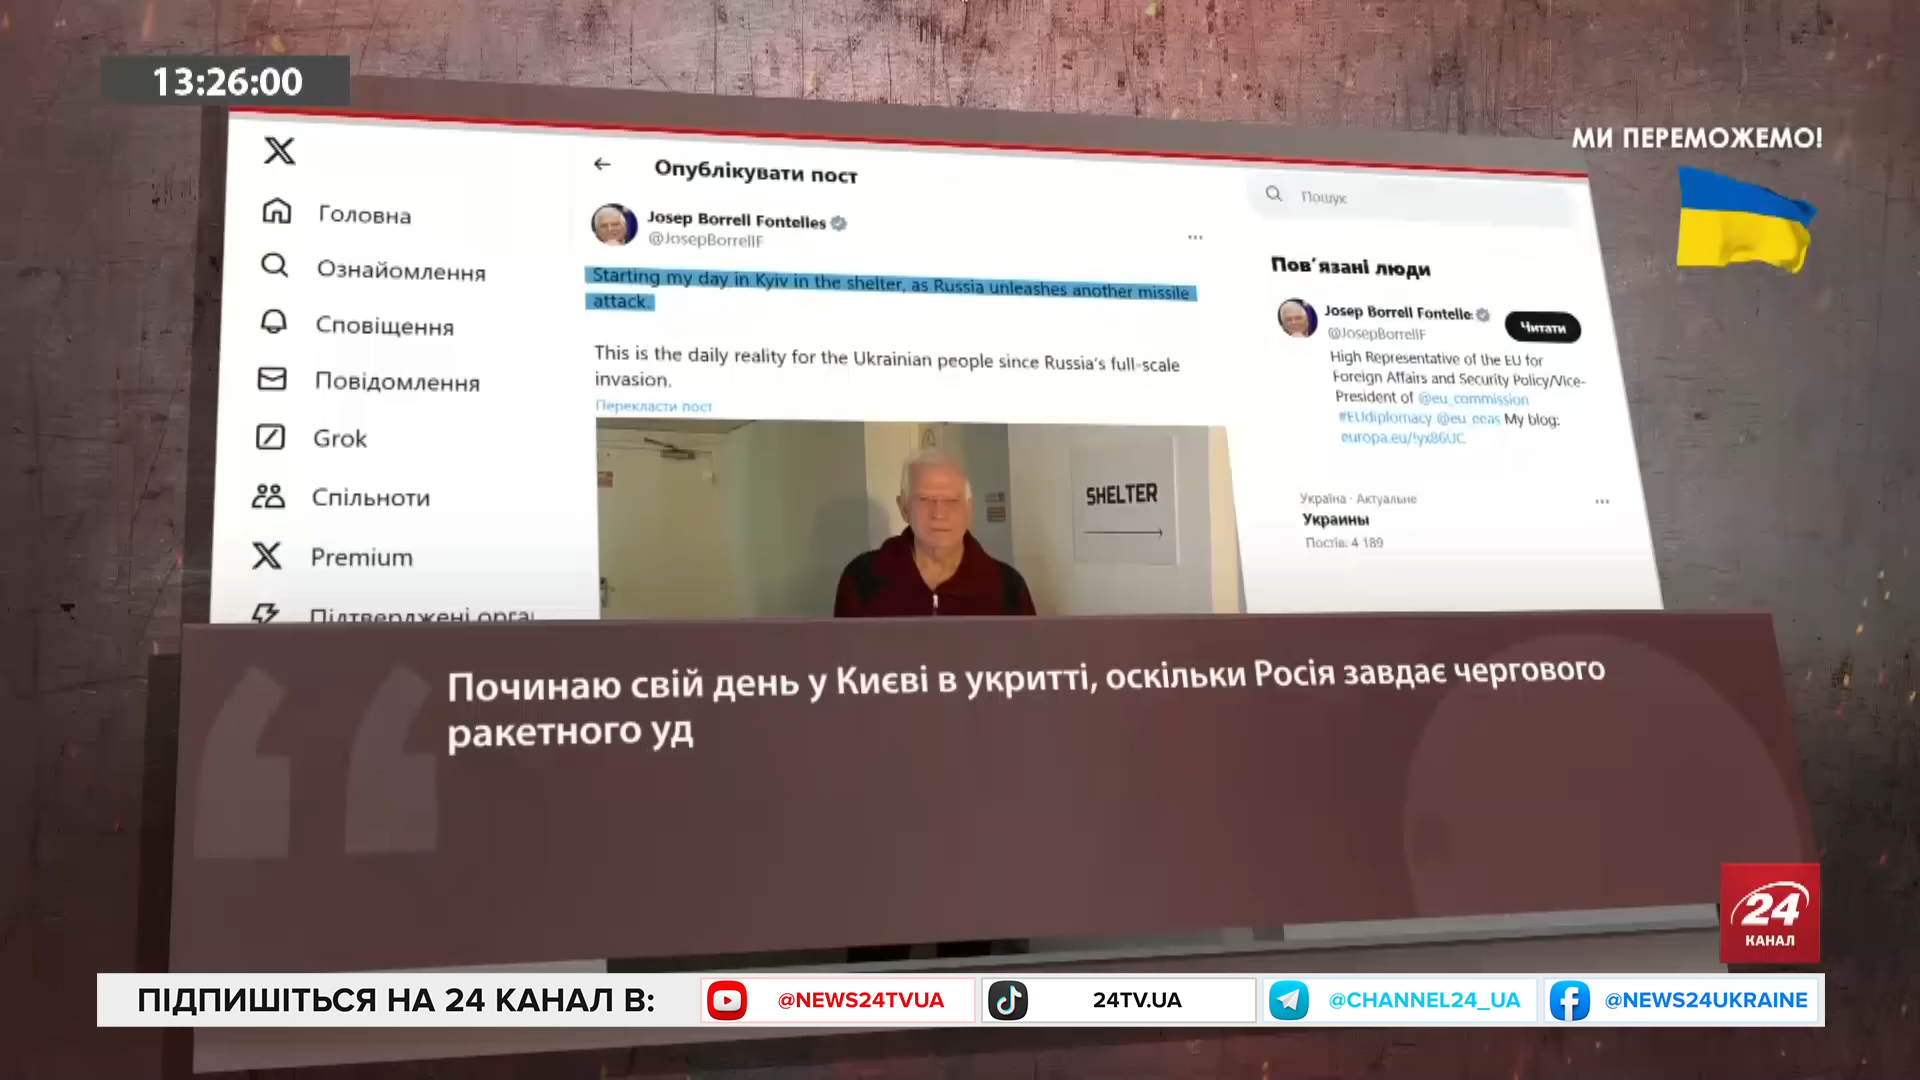 13:26:00
МИ ПЕРЕМОЖЕМО!
Головна
Ознайомлення
Сповіщення
Повідомлення
Grok
Спільноти
Premium
Підтверджені орга
Опублікувати пост
Josep Borrell Fontelles
@JosepBorrellF
Starting my day in Kyiv in the shelter, as Russia unleashes another missile
attack.
This is the daily reality for the Ukrainian people since Russia's full-scale
invasion.
Перекласти пост
SHELTER
Пошук
Пов'язані люди
Josep Borrell Fontelle
@JosepBorrellF
Читати
High Representative of the EU for
Foreign Affairs and Security Policy/Vice-
President of @eu_commission
#EUdiplomacy @eu_eeas My blog:
Україна · Актуальне
Украины
Постів: 4 189
Починаю свій день у Києві в укритті, оскільки Росія завдає чергового
ракетного уд
24
КАНАЛ
ПІДПИШІТЬСЯ НА 24 КАНАЛ В:
@NEWS24TVUA
24TV.UA
@CHANNEL24_UA
@NEWS24UKRAINE